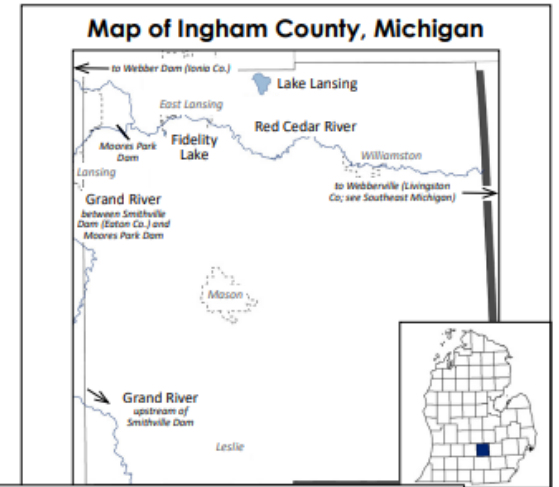 Map of Ingham County, Michigan
to Webber Dam (Ionia Co.)
Lake Lansing
East Lansing
Red Cedar River
Moores Park
Dam
Fidelity
Lake
Williamston
Lansing
to Webberville (Livingston
Co; see Southeast Michigan)
Grand River
between Smithville
Dam (Eaton Co.) and
Moores Park Dam
Mason
Grand River
upstream of
Smithville Dam
Leslie